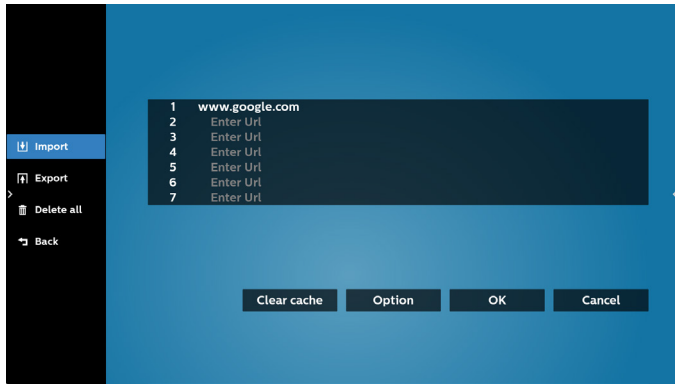 Import
Export
Delete all
Back
1 www.google.com
2 Enter Url
3 Enter Url
4 Enter Url
5 Enter Url
6 Enter Url
7 Enter Url
Clear cache Option OK Cancel